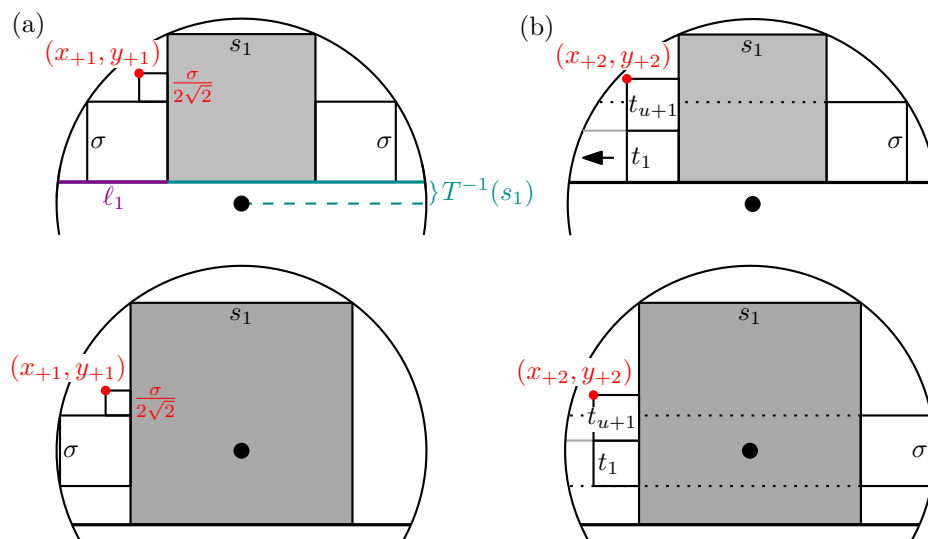 (a)
(x₊₁, y₊₁)
s₁
σ/2√2
σ
σ
ℓ₁
}T⁻¹(s₁)
(b)
(x₊₂, y₊₂)
s₁
tᵤ₊₁
t₁
σ
s₁
(x₊₁, y₊₁)
σ/2√2
σ
s₁
(x₊₂, y₊₂)
tᵤ₊₁
t₁
σ